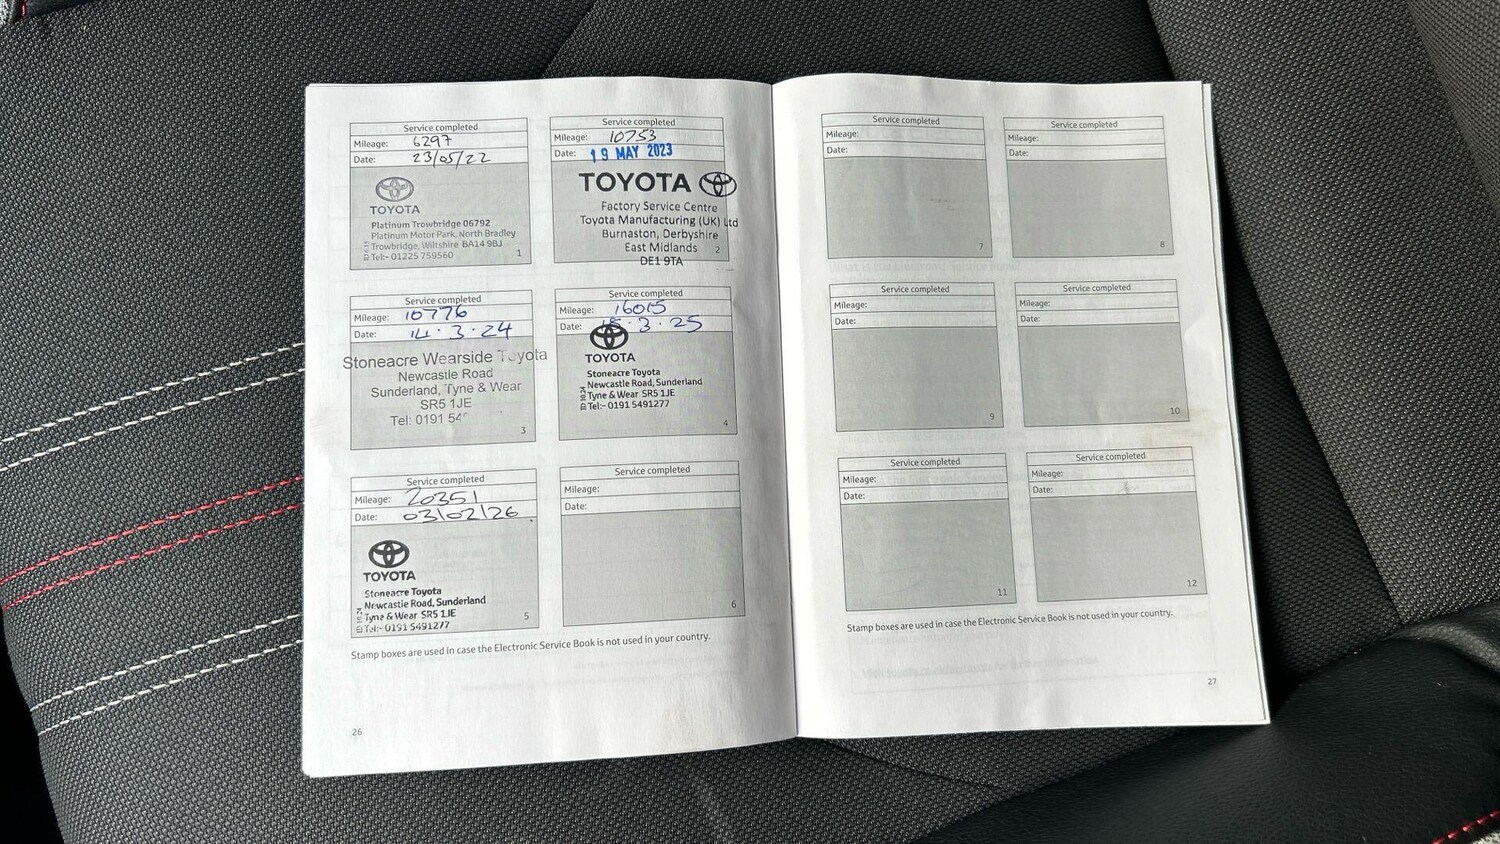 Service completed
Mileage: 6297
Date: 23/05/22
TOYOTA
Platinum Trowbridge 06792
Platinum Motor Park, North Bradley
Trowbridge, Wiltshire BA14 9BJ
Tel:- 01225 759560
1
Service completed
Mileage: 10753
Date: 19 MAY 2023
TOYOTA
Factory Service Centre
Toyota Manufacturing (UK) Ltd
Burnaston, Derbyshire
East Midlands
DE1 9TA
2
Service completed
Mileage: 10776
Date: 14.3.24
Stoneacre Wearside Toyota
Newcastle Road
Sunderland, Tyne & Wear
SR5 1JE
Tel: 0191
3
Service completed
Mileage: 16015
Date: 3.25
TOYOTA
Stoneacre Toyota
Newcastle Road, Sunderland
Tyne & Wear SR5 1JE
Tel:- 0191 5491277
4
Service completed
Mileage: 20351
Date: 03/02/26
TOYOTA
Stoneacre Toyota
Newcastle Road, Sunderland
Tyne & Wear SR5 1JE
Tel:- 0191 5491277
5
Service completed
Mileage:
Date:
6
Stamp boxes are used in case the Electronic Service Book is not used in your country.
26
Service completed
Mileage:
Date:
7
Service completed
Mileage:
Date:
8
Service completed
Mileage:
Date:
9
Service completed
Mileage:
Date:
10
Service completed
Mileage:
Date:
11
Service completed
Mileage:
Date:
12
Stamp boxes are used in case the Electronic Service Book is not used in your country.
27